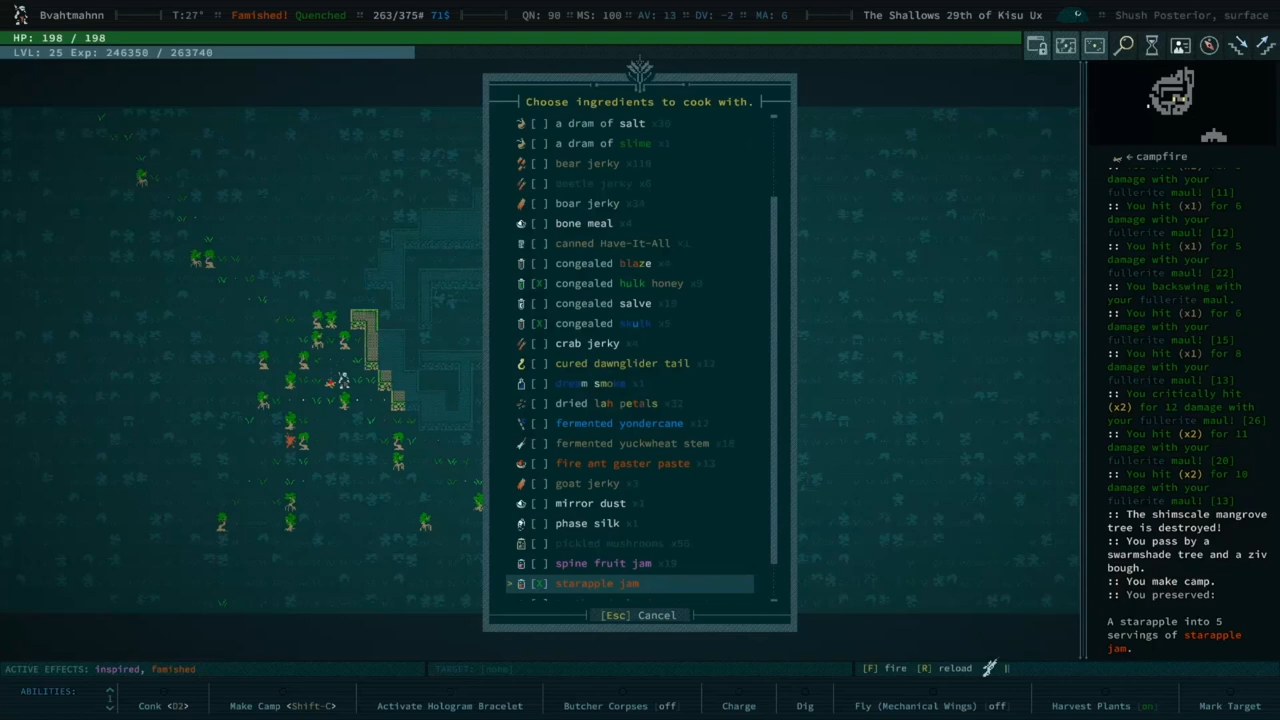 Bvahtmahnn T:27° :: Famished! Quenched :: 263/375# 71$ QN: 90 :: MS: 100 :: AV: 13 :: DV: -2 :: MA: 6 The Shallows 29th of Kisu Ux :: Shush Posterior, surface
HP: 198 / 198
LVL: 25 Exp: 246350 / 263740
Choose ingredients to cook with.
[ ] a dram of salt x30
[ ] a dram of slime x1
[ ] bear jerky x110
[ ] beetle jerky
[ ] boar jerky x34
[ ] bone meal x4
[ ] canned Have-It-All x1
[ ] congealed blaze x4
[X] congealed hulk honey x9
[ ] congealed salve x19
[X] congealed skulk x5
[ ] crab jerky x4
[ ] cured dawnglider tail x12
[ ] dream smoke x1
[ ] dried lah petals x32
[ ] fermented yondercane x12
[ ] fermented yuckwheat stem x18
[ ] fire ant gaster paste x13
[ ] goat jerky x3
[ ] mirror dust x1
[ ] phase silk x1
[ ] pickled mushrooms x56
[ ] spine fruit jam x19
> [X] starapple jam
[Esc] Cancel
← campfire
damage with your
fullerite maul! [11]
:: You hit (x1) for 6
damage with your
fullerite maul! [12]
:: You hit (x1) for 5
damage with your
fullerite maul! [22]
:: You backswing with
your fullerite maul.
:: You hit (x1) for 6
damage with your
fullerite maul! [15]
:: You hit (x1) for 8
damage with your
fullerite maul! [13]
:: You critically hit
(x2) for 12 damage with
your fullerite maul! [26]
:: You hit (x2) for 11
damage with your
fullerite maul! [20]
:: You hit (x2) for 10
damage with your
fullerite maul! [13]
:: The shimscale mangrove
tree is destroyed!
:: You pass by a
swarmshade tree and a ziv
bough.
:: You make camp.
:: You preserved:
A starapple into 5
servings of starapple
jam.
ACTIVE EFFECTS: inspired, famished TARGET: [none] [F] fire [R] reload
ABILITIES: 1 Conk <02> Make Camp <Shift-C> Activate Hologram Bracelet Butcher Corpses [off] Charge Dig Fly (Mechanical Wings) [off] Harvest Plants [on] Mark Target